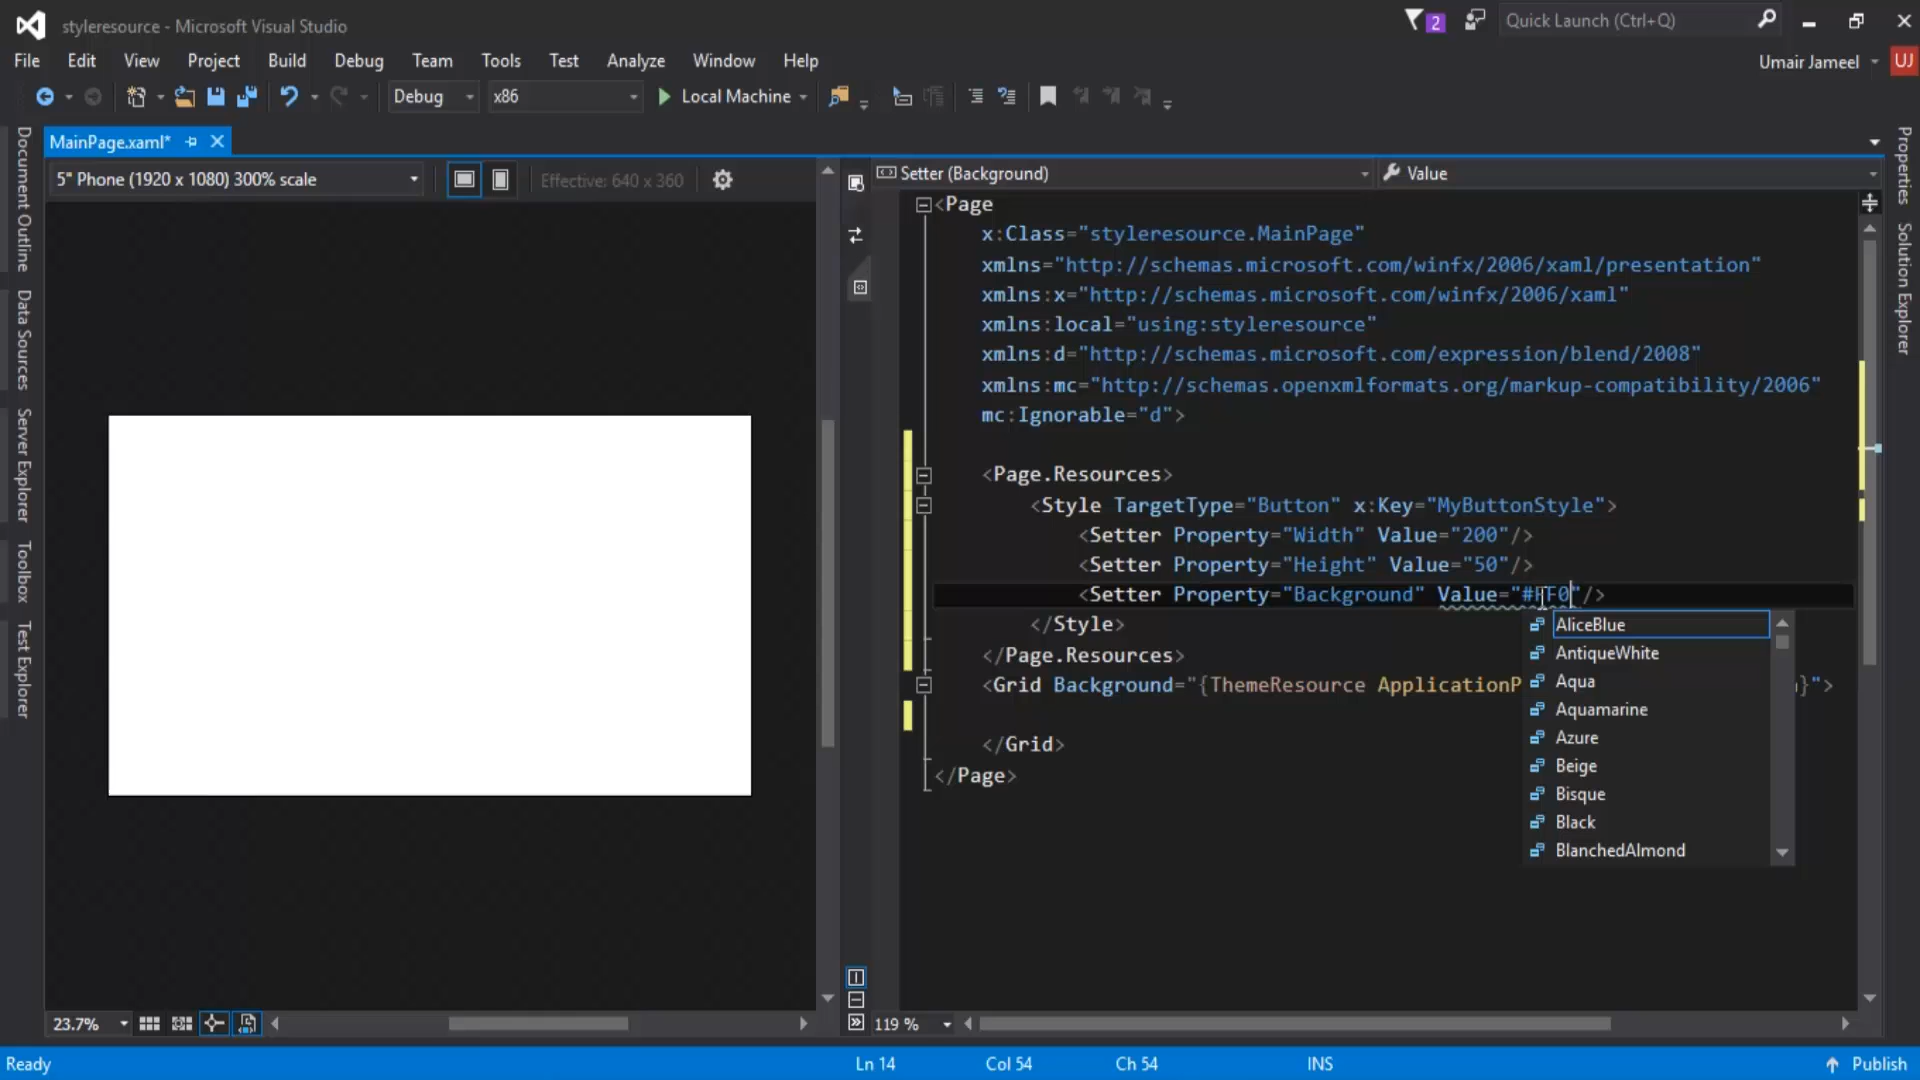 styleresource - Microsoft Visual Studio
2
Quick Launch (Ctrl+Q)
File Edit View Project Build Debug Team Tools Test Analyze Window Help
Umair Jameel
UJ
Debug
x86
Local Machine
MainPage.xaml*
5" Phone (1920 x 1080) 300% scale
Effective: 640 x 360
Setter (Background)
Value
Document Outline
Data Sources
Server Explorer
Toolbox
Test Explorer
Properties
Solution Explorer
<Page
x:Class="styleresource.MainPage"
xmlns="http://schemas.microsoft.com/winfx/2006/xaml/presentation"
xmlns:x="http://schemas.microsoft.com/winfx/2006/xaml"
xmlns:local="using:styleresource"
xmlns:d="http://schemas.microsoft.com/expression/blend/2008"
xmlns:mc="http://schemas.openxmlformats.org/markup-compatibility/2006"
mc:Ignorable="d">
<Page.Resources>
<Style TargetType="Button" x:Key="MyButtonStyle">
<Setter Property="Width" Value="200"/>
<Setter Property="Height" Value="50"/>
<Setter Property="Background" Value="#FF0"/>
</Style>
</Page.Resources>
<Grid Background="{ThemeResource ApplicationP }">
</Grid>
</Page>
AliceBlue
AntiqueWhite
Aqua
Aquamarine
Azure
Beige
Bisque
Black
BlanchedAlmond
23.7%
119 %
Ready
Ln 14
Col 54
Ch 54
INS
Publish